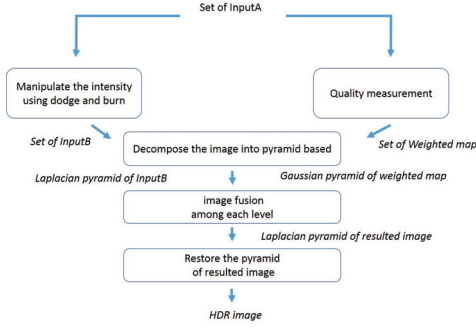 Set of InputA
Manipulate the intensity
using dodge and burn
Quality measurement
Set of InputB
Set of Weighted map
Decompose the image into pyramid based
Laplacian pyramid of InputB
Gaussian pyramid of weighted map
image fusion
among each level
Laplacian pyramid of resulted image
Restore the pyramid
of resulted image
HDR image